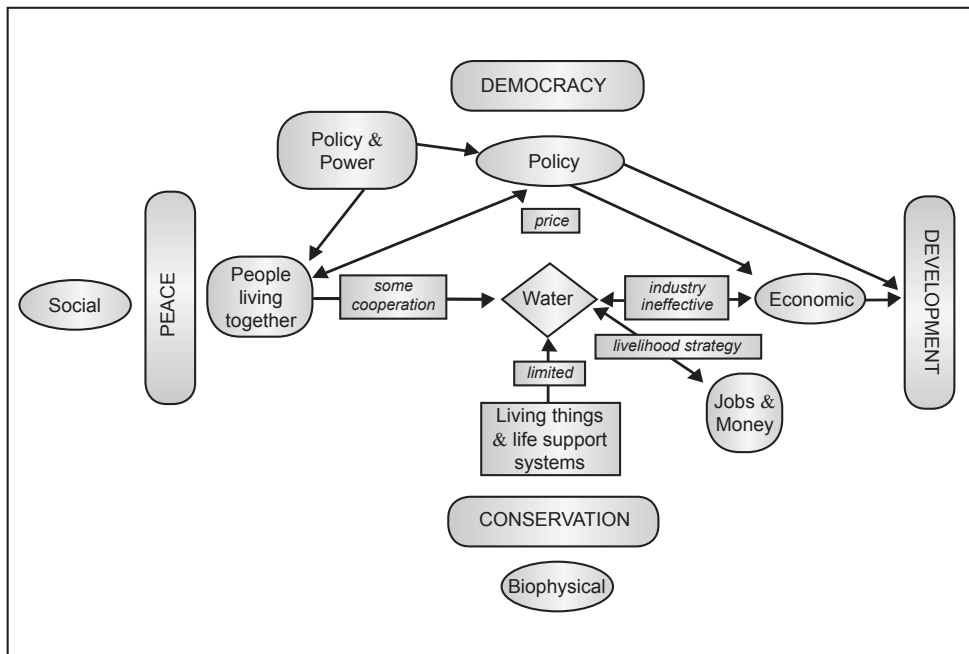 DEMOCRACY
Policy &
Power
Policy
price
Social
PEACE
People
living
together
some
cooperation
Water
industry
ineffective
Economic
DEVELOPMENT
livelihood strategy
limited
Jobs &
Money
Living things
& life support
systems
CONSERVATION
Biophysical